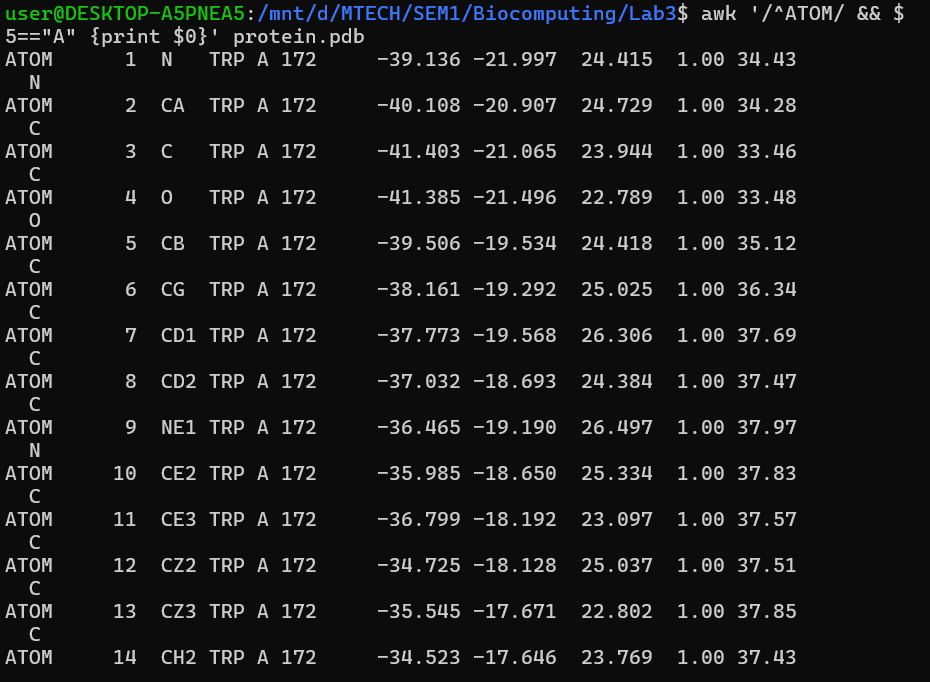 user@DESKTOP-A5PNEA5:/mnt/d/MTECH/SEM1/Biocomputing/Lab3$ awk '/^ATOM/ && $
5=="A" {print $0}' protein.pdb
ATOM      1  N   TRP A 172     -39.136 -21.997  24.415  1.00 34.43
  N
ATOM      2  CA  TRP A 172     -40.108 -20.907  24.729  1.00 34.28
  C
ATOM      3  C   TRP A 172     -41.403 -21.065  23.944  1.00 33.46
  C
ATOM      4  O   TRP A 172     -41.385 -21.496  22.789  1.00 33.48
  O
ATOM      5  CB  TRP A 172     -39.506 -19.534  24.418  1.00 35.12
  C
ATOM      6  CG  TRP A 172     -38.161 -19.292  25.025  1.00 36.34
  C
ATOM      7  CD1 TRP A 172     -37.773 -19.568  26.306  1.00 37.69
  C
ATOM      8  CD2 TRP A 172     -37.032 -18.693  24.384  1.00 37.47
  C
ATOM      9  NE1 TRP A 172     -36.465 -19.190  26.497  1.00 37.97
  N
ATOM     10  CE2 TRP A 172     -35.985 -18.650  25.334  1.00 37.83
  C
ATOM     11  CE3 TRP A 172     -36.799 -18.192  23.097  1.00 37.57
  C
ATOM     12  CZ2 TRP A 172     -34.725 -18.128  25.037  1.00 37.51
  C
ATOM     13  CZ3 TRP A 172     -35.545 -17.671  22.802  1.00 37.85
  C
ATOM     14  CH2 TRP A 172     -34.523 -17.646  23.769  1.00 37.43